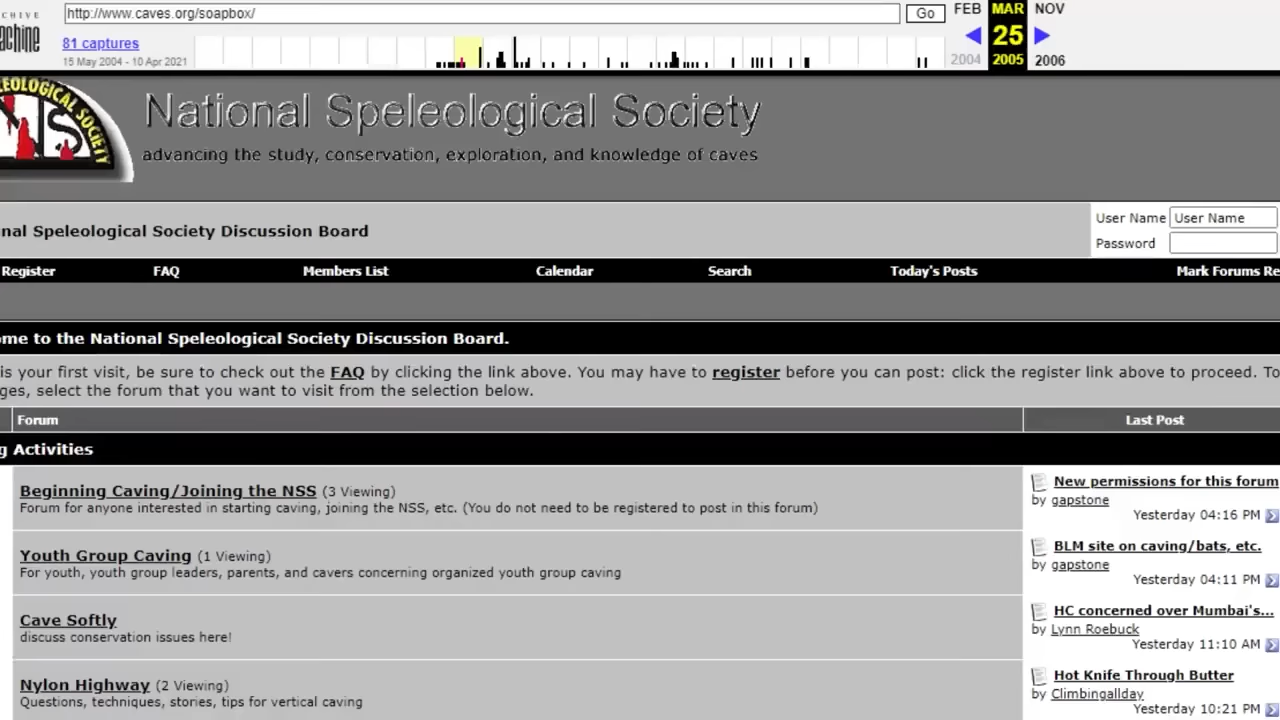 CHIVE
achine
http://www.caves.org/soapbox/
Go
FEB MAR NOV
81 captures
25
15 May 2004 - 10 Apr 2021
2004 2005 2006
LEOLOGICAL SOCIETY
NSS
National Speleological Society
advancing the study, conservation, exploration, and knowledge of caves
nal Speleological Society Discussion Board
User Name User Name
Password
Register FAQ Members List Calendar Search Today's Posts Mark Forums Re
ome to the National Speleological Society Discussion Board.
is your first visit, be sure to check out the FAQ by clicking the link above. You may have to register before you can post: click the register link above to proceed. To
ges, select the forum that you want to visit from the selection below.
Forum Last Post
g Activities
Beginning Caving/Joining the NSS (3 Viewing)
Forum for anyone interested in starting caving, joining the NSS, etc. (You do not need to be registered to post in this forum)
New permissions for this forum
by gapstone
Yesterday 04:16 PM
Youth Group Caving (1 Viewing)
For youth, youth group leaders, parents, and cavers concerning organized youth group caving
BLM site on caving/bats, etc.
by gapstone
Yesterday 04:11 PM
Cave Softly
discuss conservation issues here!
HC concerned over Mumbai's...
by Lynn Roebuck
Yesterday 11:10 AM
Nylon Highway (2 Viewing)
Questions, techniques, stories, tips for vertical caving
Hot Knife Through Butter
by Climbingallday
Yesterday 10:21 PM